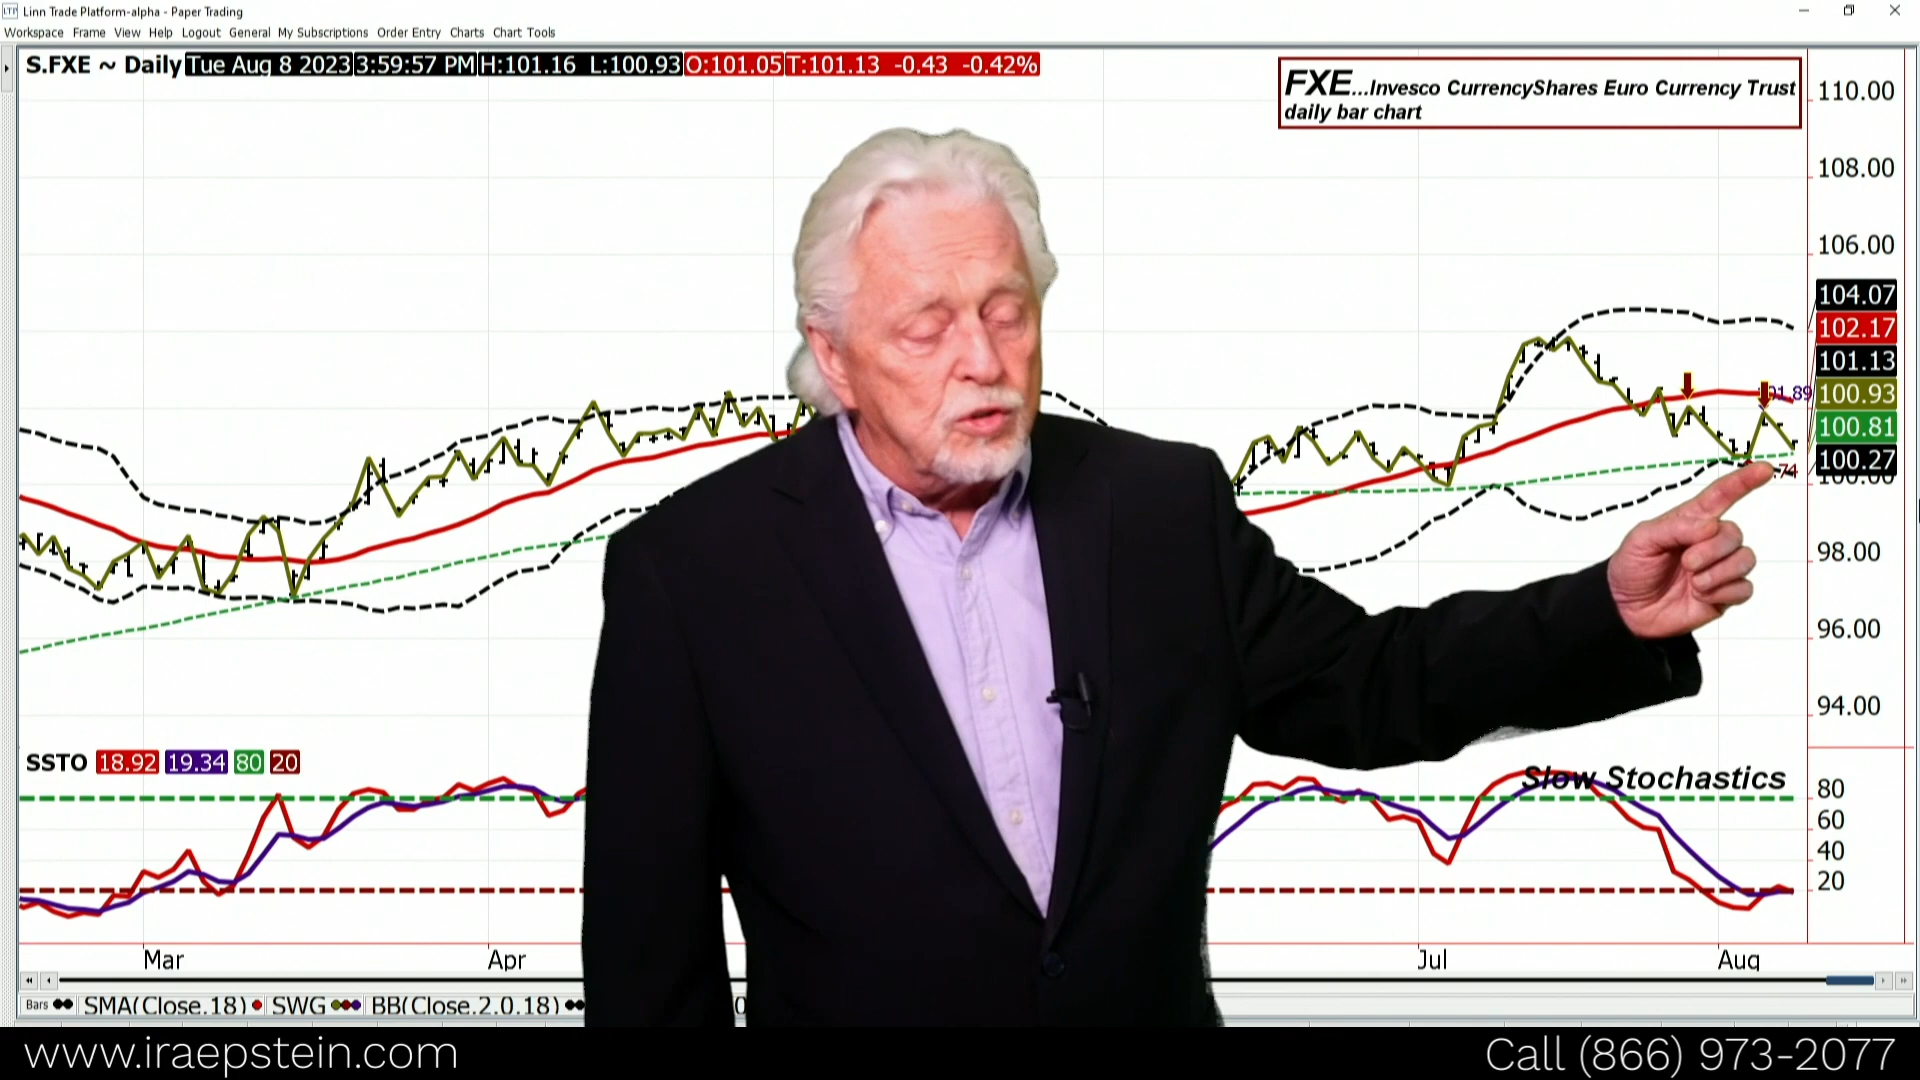 Linn Trade Platform-alpha - Paper Trading
Workspace Frame View Help Logout General My Subscriptions Order Entry Charts Chart Tools
S.FXE ~ Daily Tue Aug 8 2023 3:59:57 PM H:101.16 L:100.93 O:101.05 T:101.13 -0.43 -0.42%
FXE...Invesco CurrencyShares Euro Currency Trust
daily bar chart
110.00
108.00
106.00
104.07
102.17
101.13
100.93
100.81
100.27
100.00
98.00
96.00
94.00
SSTO 18.92 19.34 80 20
Slow Stochastics
80
60
40
20
Mar Apr Jul Aug
Bars SMA(Close.18) SWG BB(Close.2.0.18)
www.iraepstein.com Call (866) 973-2077